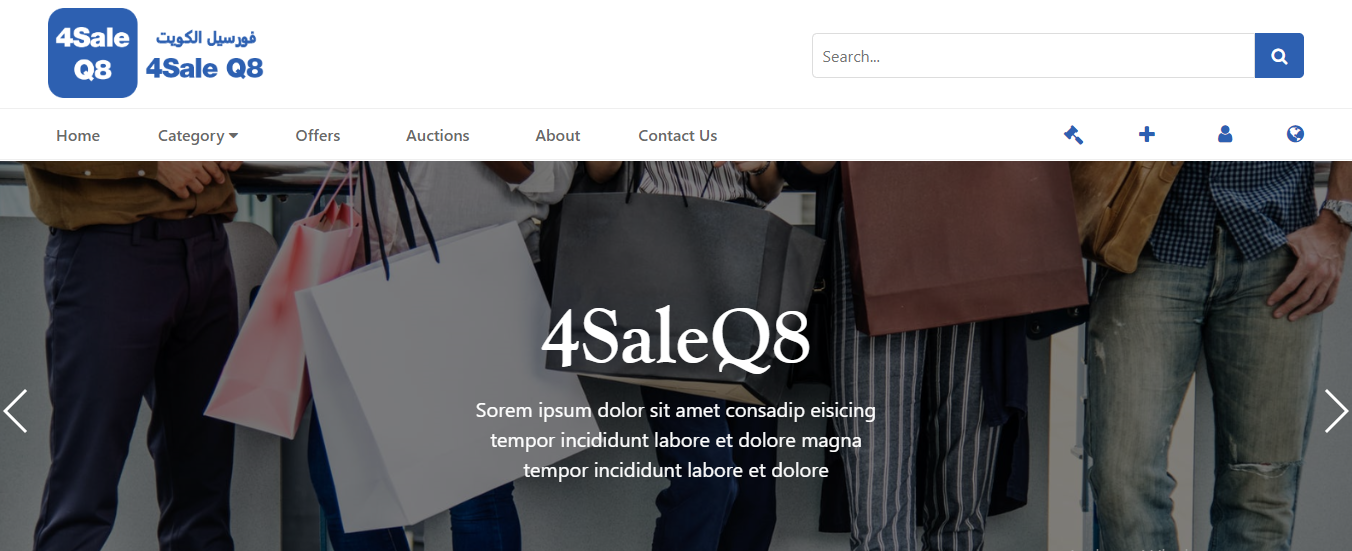 4Sale
Q8
فورسيل الكويت
4Sale Q8
Search...
Home
Category
Offers
Auctions
About
Contact Us
4SaleQ8
Sorem ipsum dolor sit amet consadip eisicing
tempor incididunt labore et dolore magna
tempor incididunt labore et dolore